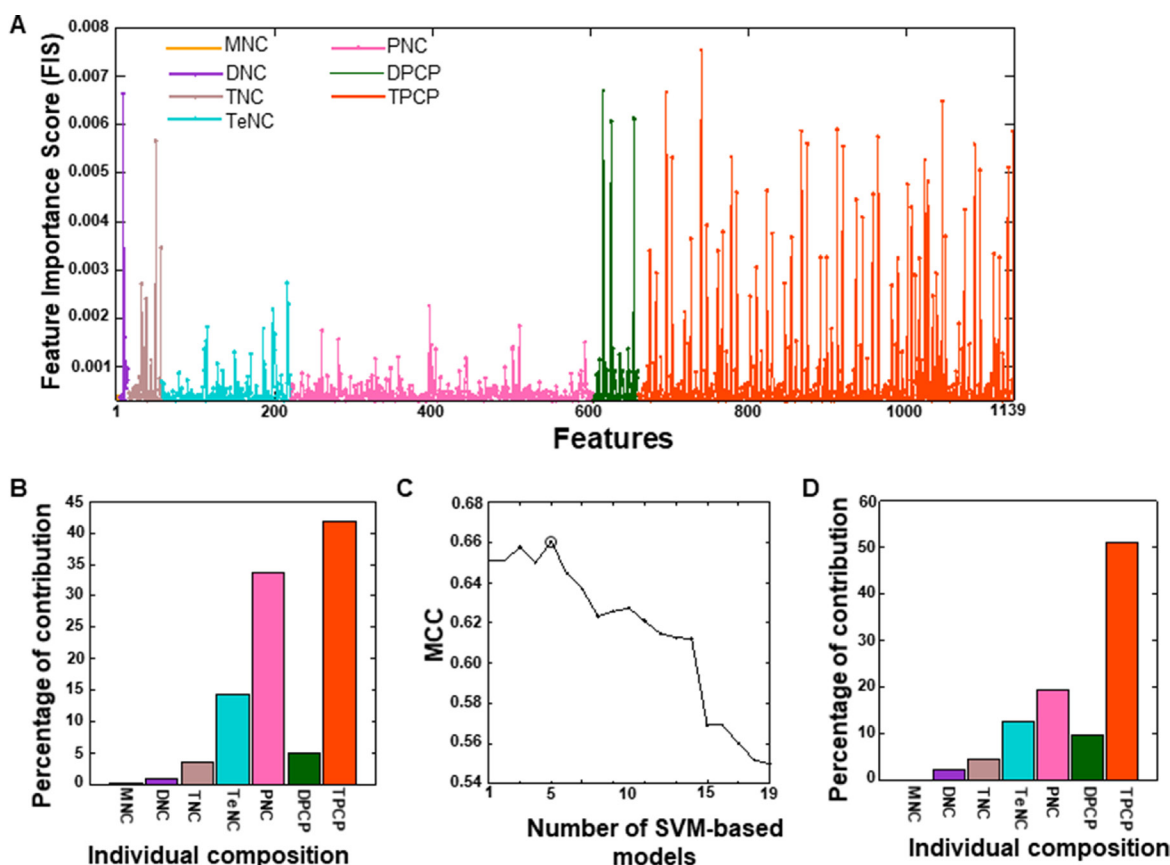 A
Feature Importance Score (FIS)
0.008
0.007
0.006
0.005
0.004
0.003
0.002
0.001
MNC
DNC
TNC
TeNC
PNC
DPCP
TPCP
1
200
400
600
800
1000
1139
Features
B
Percentage of contribution
45
40
35
30
25
20
15
10
5
0
MNC
DNC
TNC
TeNC
PNC
DPCP
TPCP
Individual composition
C
MCC
0.68
0.66
0.64
0.62
0.60
0.58
0.56
0.54
1
5
10
15
19
Number of SVM-based
models
D
Percentage of contribution
60
50
40
30
20
10
0
MNC
DNC
TNC
TeNC
PNC
DPCP
TPCP
Individual composition